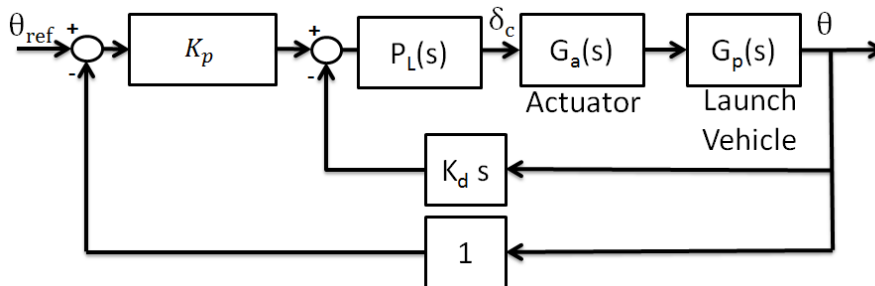 θref
+
-
Kp
+
-
PL(s)
δc
Ga(s)
Actuator
Gp(s)
Launch
Vehicle
θ
Kd s
1